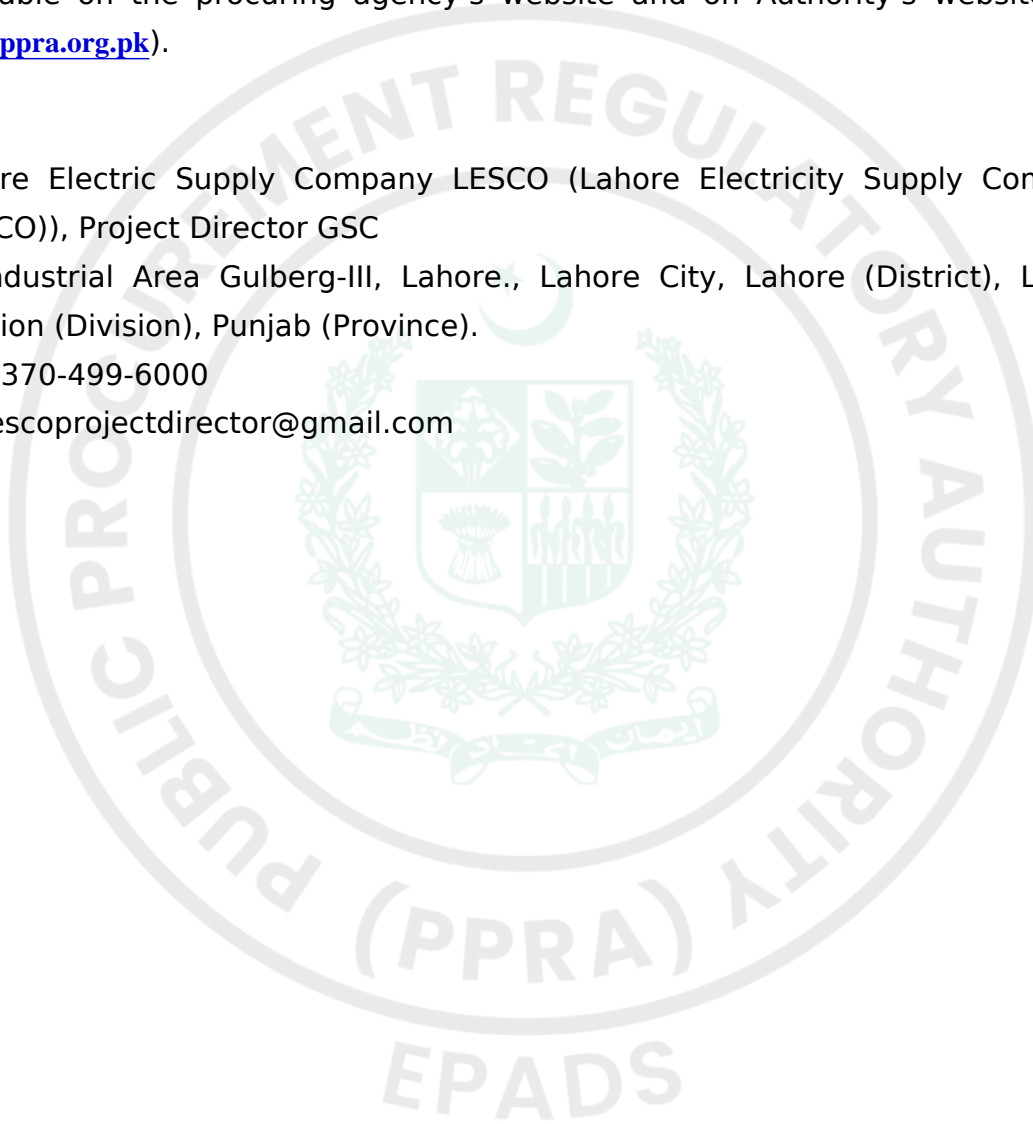 able on the procuring agency's website and on Authority's website
ppra.org.pk).
re Electric Supply Company LESCO (Lahore Electricity Supply Con
CO)), Project Director GSC
dustrial Area Gulberg-III, Lahore., Lahore City, Lahore (District), L
ion (Division), Punjab (Province).
370-499-6000
escoprojectdirector@gmail.com
PUBLIC PROCUREMENT REGULATORY AUTHORITY
(PPRA)
EPADS